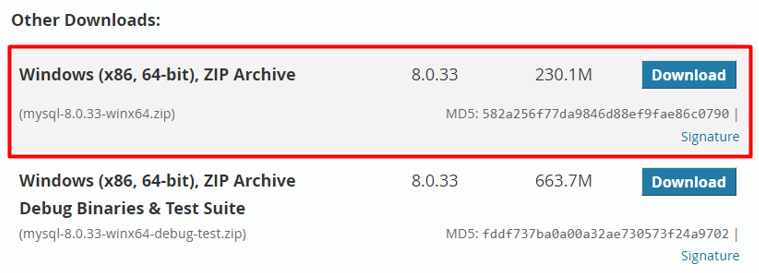 Other Downloads:
Windows (x86, 64-bit), ZIP Archive 8.0.33 230.1M Download
(mysql-8.0.33-winx64.zip) MD5: 582a256f77da9846d88ef9fae86c0790 |
Signature
Windows (x86, 64-bit), ZIP Archive 8.0.33 663.7M Download
Debug Binaries & Test Suite
(mysql-8.0.33-winx64-debug-test.zip) MD5: fddf737ba0a00a32ae730573f24a9702 |
Signature